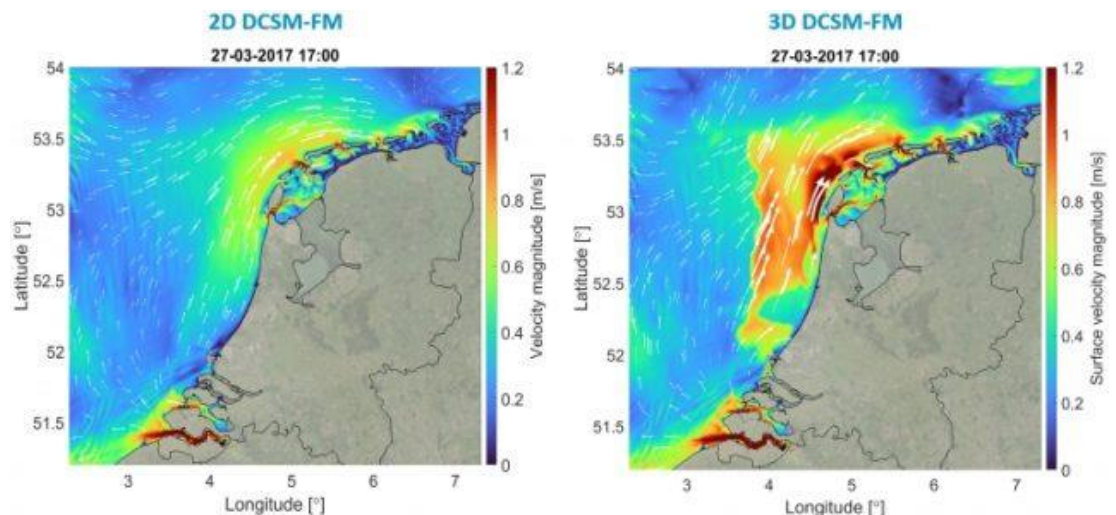 2D DCSM-FM
27-03-2017 17:00
54
53.5
53
52.5
52
51.5
Latitude [°]
3 4 5 6 7
Longitude [°]
1.2
1
0.8
0.6
0.4
0.2
0
Velocity magnitude [m/s]
3D DCSM-FM
27-03-2017 17:00
54
53.5
53
52.5
52
51.5
Latitude [°]
3 4 5 6 7
Longitude [°]
1.2
1
0.8
0.6
0.4
0.2
0
Surface velocity magnitude [m/s]